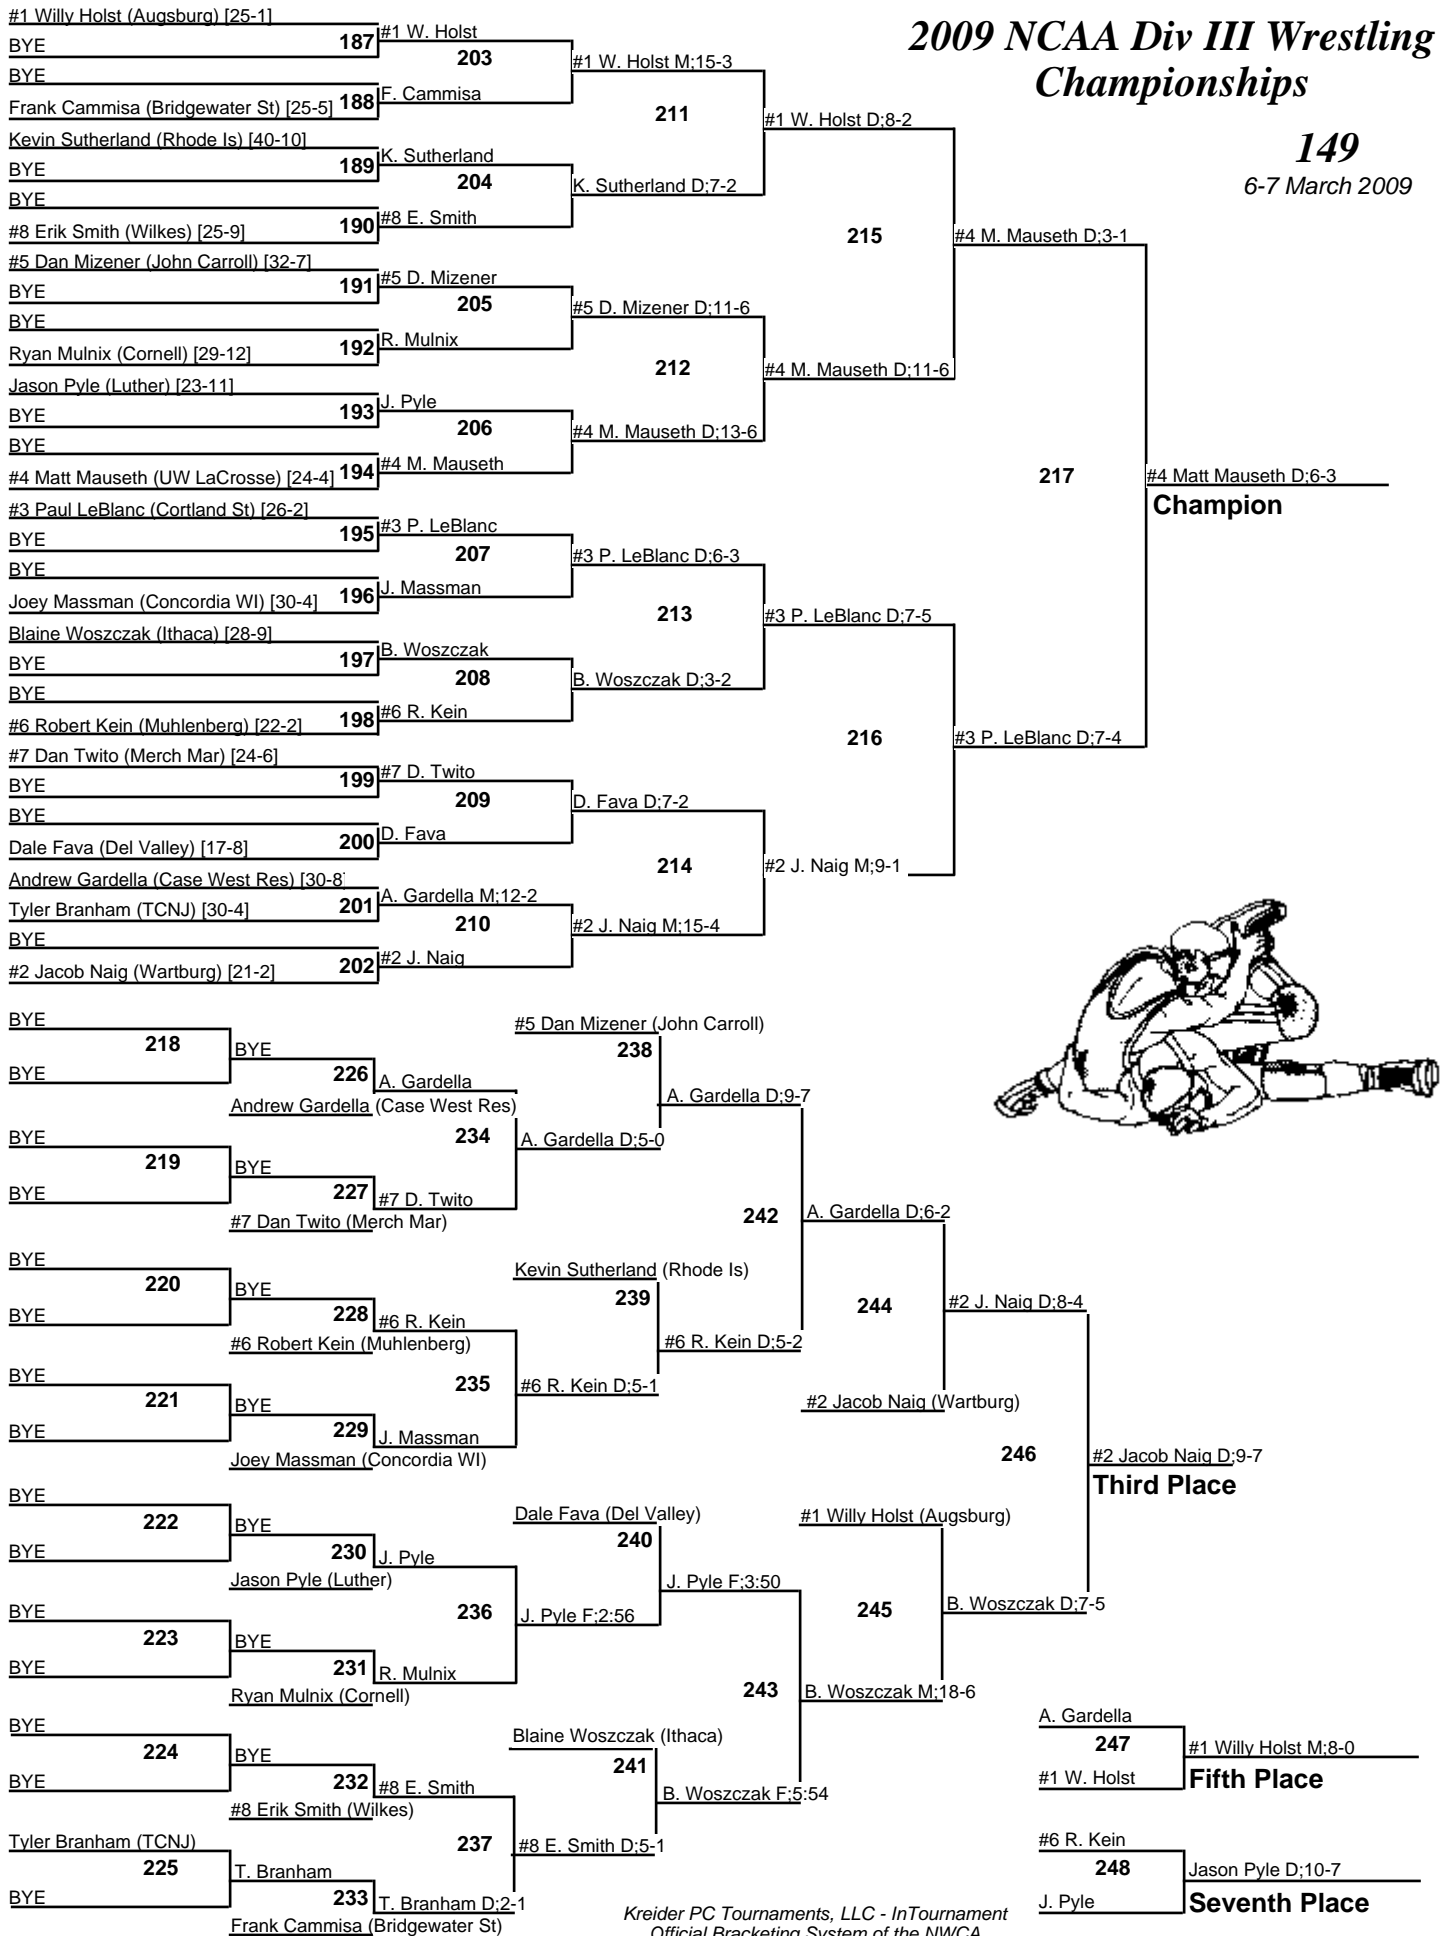 2009 NCAA Div III Wrestling
Championships
149
6-7 March 2009
#1 Willy Holst (Augsburg) [25-1]
BYE
187
#1 W. Holst
203
BYE
Frank Cammisa (Bridgewater St) [25-5]
188
F. Cammisa
#1 W. Holst M;15-3
211
Kevin Sutherland (Rhode Is) [40-10]
BYE
189
K. Sutherland
204
BYE
#8 Erik Smith (Wilkes) [25-9]
190
#8 E. Smith
K. Sutherland D;7-2
#1 W. Holst D;8-2
215
#5 Dan Mizener (John Carroll) [32-7]
BYE
191
#5 D. Mizener
205
BYE
Ryan Mulnix (Cornell) [29-12]
192
R. Mulnix
#5 D. Mizener D;11-6
212
Jason Pyle (Luther) [23-11]
BYE
193
J. Pyle
206
BYE
#4 Matt Mauseth (UW LaCrosse) [24-4]
194
#4 M. Mauseth
#4 M. Mauseth D;13-6
#4 M. Mauseth D;11-6
#4 M. Mauseth D;3-1
217
#4 Matt Mauseth D;6-3
Champion
#3 Paul LeBlanc (Cortland St) [26-2]
BYE
195
#3 P. LeBlanc
207
BYE
Joey Massman (Concordia WI) [30-4]
196
J. Massman
#3 P. LeBlanc D;6-3
213
Blaine Woszczak (Ithaca) [28-9]
BYE
197
B. Woszczak
208
BYE
#6 Robert Kein (Muhlenberg) [22-2]
198
#6 R. Kein
B. Woszczak D;3-2
#3 P. LeBlanc D;7-5
216
#3 P. LeBlanc D;7-4
#7 Dan Twito (Merch Mar) [24-6]
BYE
199
#7 D. Twito
209
BYE
Dale Fava (Del Valley) [17-8]
200
D. Fava
D. Fava D;7-2
214
Andrew Gardella (Case West Res) [30-8]
Tyler Branham (TCNJ) [30-4]
201
A. Gardella M;12-2
210
BYE
#2 Jacob Naig (Wartburg) [21-2]
202
#2 J. Naig
#2 J. Naig M;15-4
#2 J. Naig M;9-1
BYE
218
BYE
BYE
226
Andrew Gardella (Case West Res)
A. Gardella
234
BYE
219
BYE
BYE
227
#7 Dan Twito (Merch Mar)
#7 D. Twito
A. Gardella D;5-0
#5 Dan Mizener (John Carroll)
238
A. Gardella D;9-7
242
BYE
220
BYE
BYE
228
#6 Robert Kein (Muhlenberg)
#6 R. Kein
235
BYE
221
BYE
BYE
229
Joey Massman (Concordia WI)
J. Massman
#6 R. Kein D;5-1
Kevin Sutherland (Rhode Is)
239
#6 R. Kein D;5-2
A. Gardella D;6-2
244
#2 Jacob Naig (Wartburg)
#2 J. Naig D;8-4
246
#2 Jacob Naig D;9-7
Third Place
BYE
222
BYE
BYE
230
Jason Pyle (Luther)
J. Pyle
236
BYE
223
BYE
BYE
231
Ryan Mulnix (Cornell)
R. Mulnix
J. Pyle F;2:56
Dale Fava (Del Valley)
240
J. Pyle F;3:50
243
BYE
224
BYE
BYE
232
#8 Erik Smith (Wilkes)
#8 E. Smith
237
Tyler Branham (TCNJ)
225
BYE
T. Branham
233
Frank Cammisa (Bridgewater St)
T. Branham D;2-1
#8 E. Smith D;5-1
Blaine Woszczak (Ithaca)
241
B. Woszczak F;5:54
B. Woszczak M;18-6
#1 Willy Holst (Augsburg)
245
B. Woszczak D;7-5
A. Gardella
247
#1 W. Holst
#1 Willy Holst M;8-0
Fifth Place
#6 R. Kein
248
J. Pyle
Jason Pyle D;10-7
Seventh Place
Kreider PC Tournaments, LLC - InTournament
Official Bracketing System of the NWCA